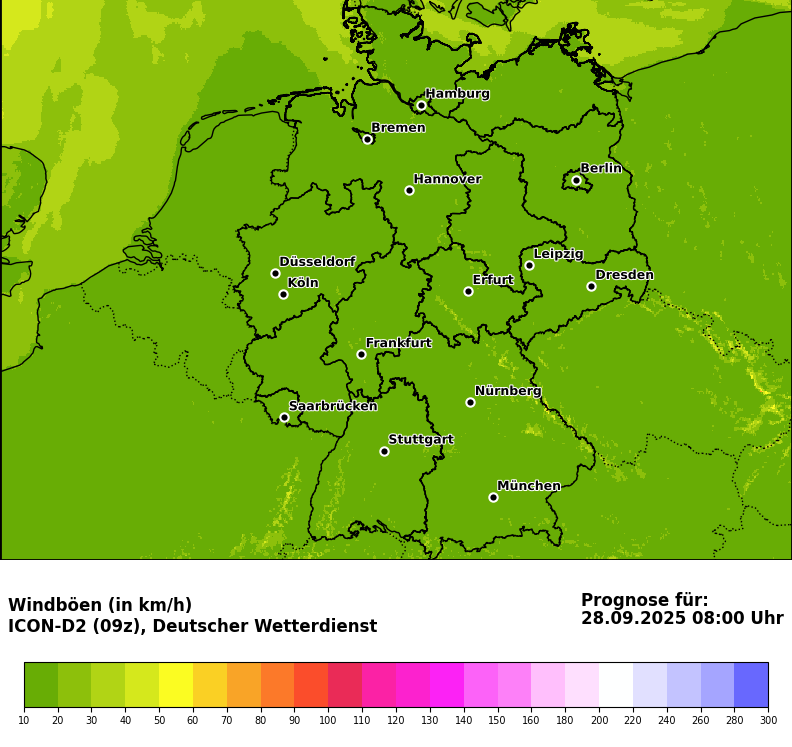 Hamburg
Bremen
Berlin
Hannover
Leipzig
Düsseldorf
Dresden
Köln
Erfurt
Frankfurt
Nürnberg
Saarbrücken
Stuttgart
München
Windböen (in km/h)
ICON-D2 (09z), Deutscher Wetterdienst
Prognose für:
28.09.2025 08:00 Uhr
10 20 30 40 50 60 70 80 90 100 110 120 130 140 150 160 180 200 220 240 260 280 300